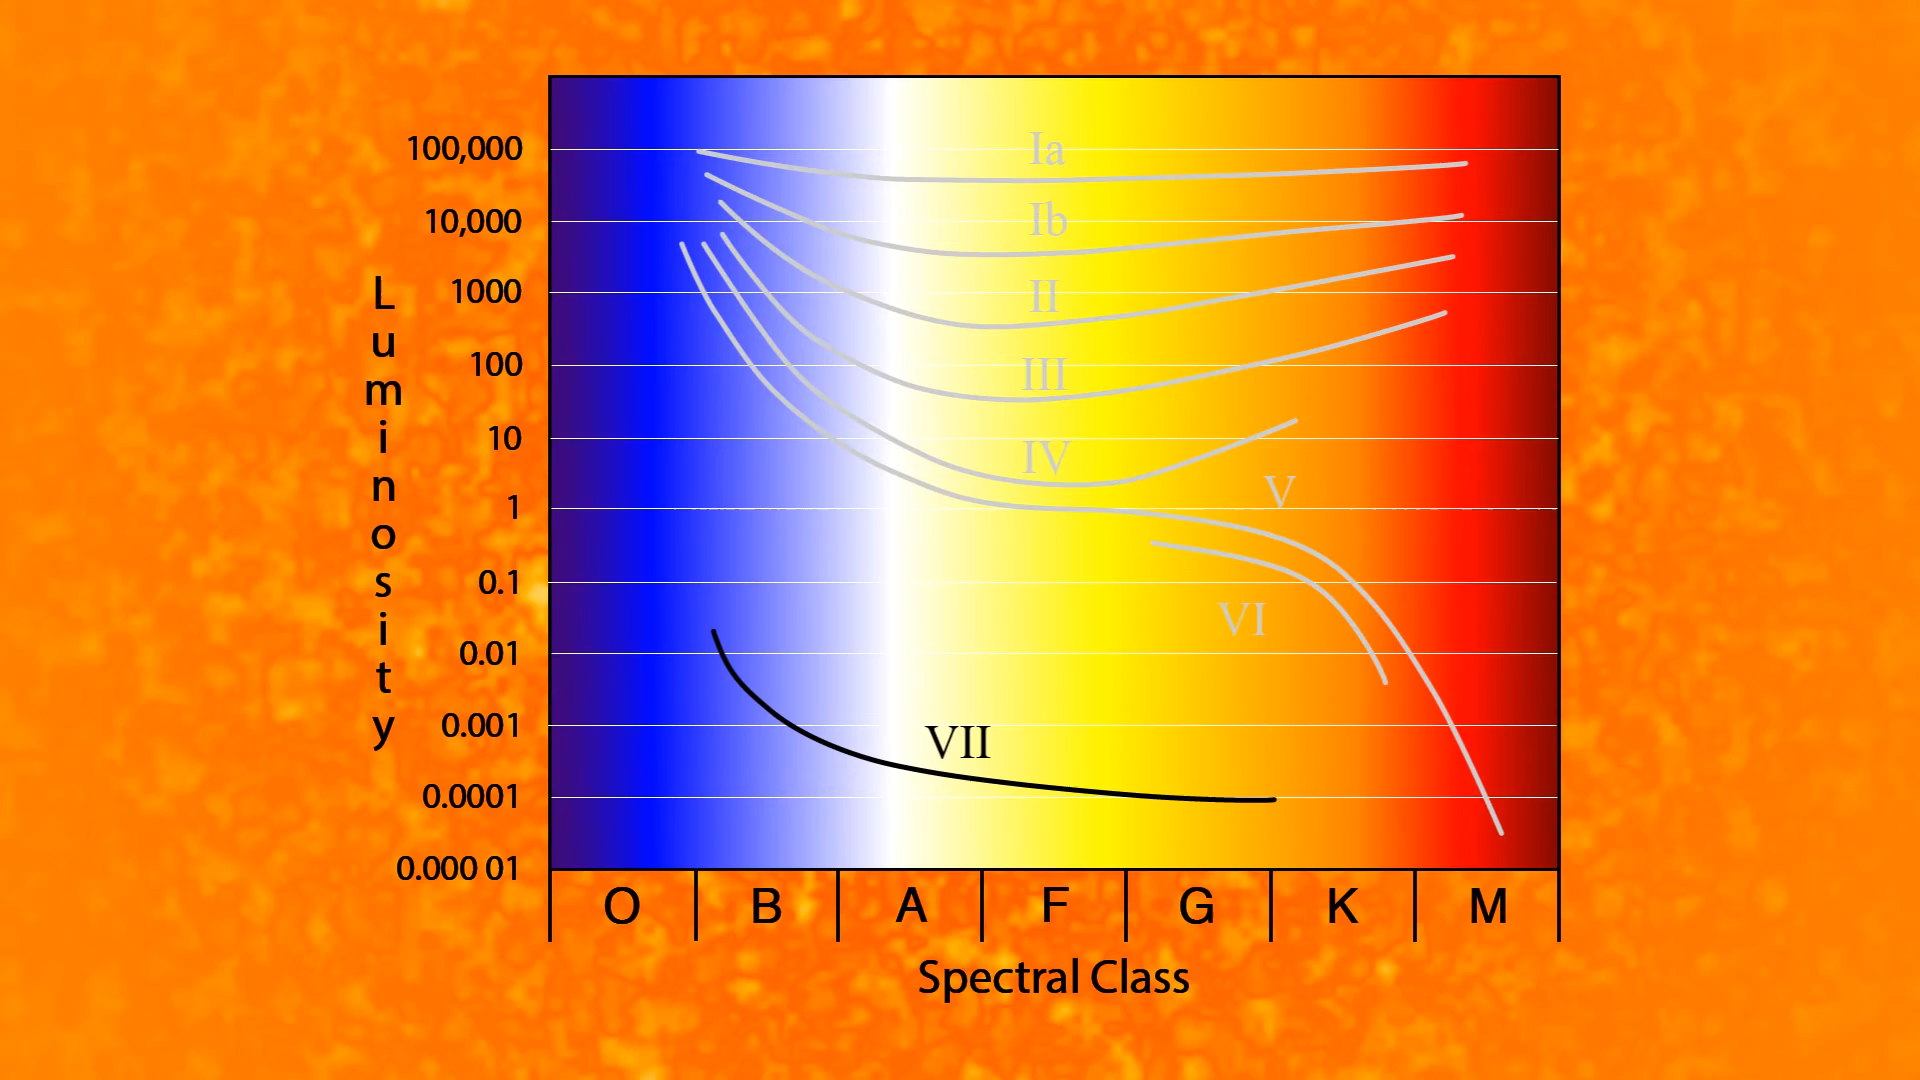 Luminosity
100,000
10,000
1000
100
10
1
0.1
0.01
0.001
0.0001
0.000 01
Ia
Ib
II
III
IV
V
VI
VII
O B A F G K M
Spectral Class